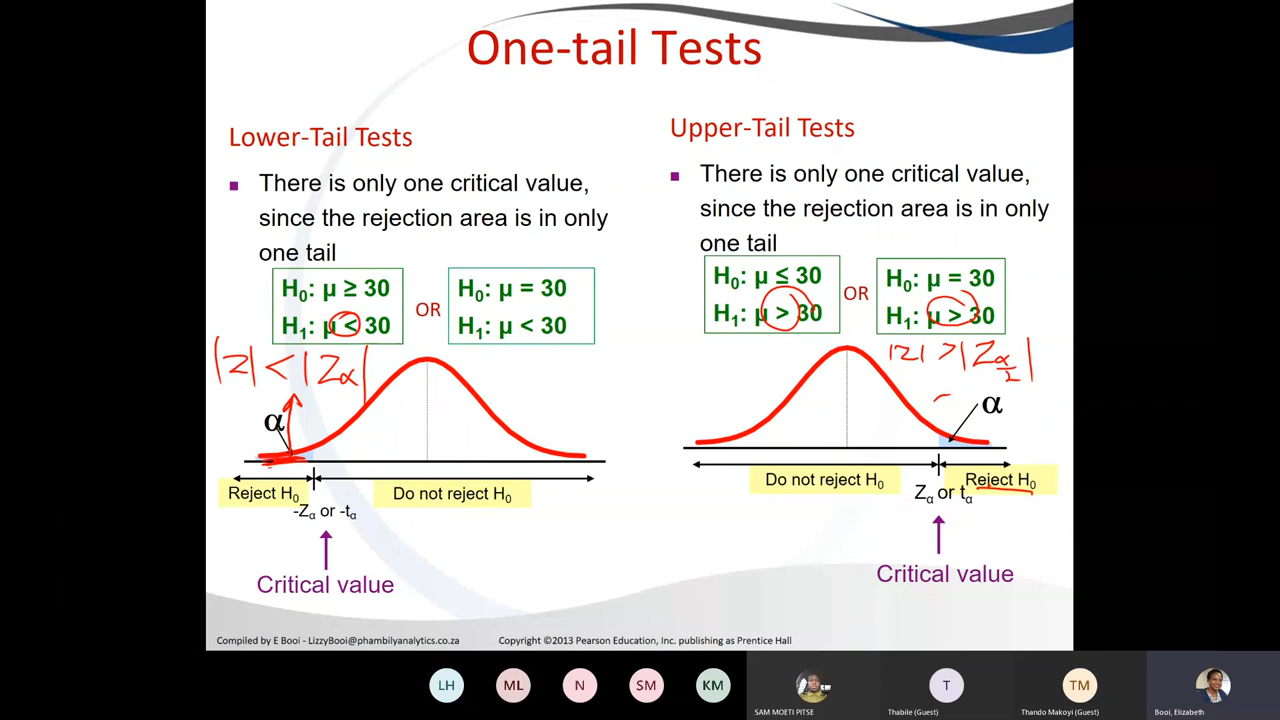 One-tail Tests
Lower-Tail Tests
■ There is only one critical value,
since the rejection area is in only
one tail
H0: μ ≥ 30
H1: μ < 30
OR
H0: μ = 30
H1: μ < 30
|Z| < |Zα|
α
Reject H0
Do not reject H0
-Zα or -tα
Critical value
Upper-Tail Tests
■ There is only one critical value,
since the rejection area is in only
one tail
H0: μ ≤ 30
H1: μ > 30
OR
H0: μ = 30
H1: μ > 30
|Z| > |Zα/2|
α
Do not reject H0
Reject H0
Zα or tα
Critical value
Compiled by E Booi - LizzyBooi@phambilyanalytics.co.za
Copyright ©2013 Pearson Education, Inc. publishing as Prentice Hall
LH
ML
N
SM
KM
SAM MOETI PITSE
T
Thabile (Guest)
TM
Thando Makoyi (Guest)
Booi, Elizabeth